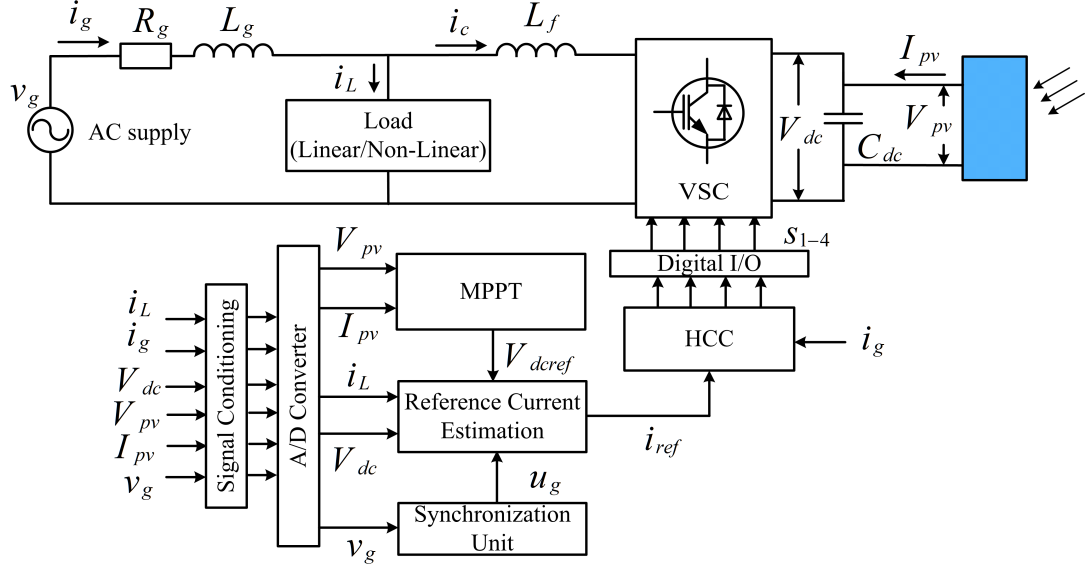 i_g
R_g
L_g
i_c
L_f
I_pv
v_g
AC supply
i_L
Load
(Linear/Non-Linear)
VSC
V_dc
C_dc
V_pv
s_1–4
Digital I/O
HCC
i_g
i_ref
i_L
i_g
V_dc
V_pv
I_pv
v_g
Signal Conditioning
A/D Converter
V_pv
I_pv
MPPT
V_dcref
i_L
V_dc
Reference Current
Estimation
u_g
v_g
Synchronization
Unit